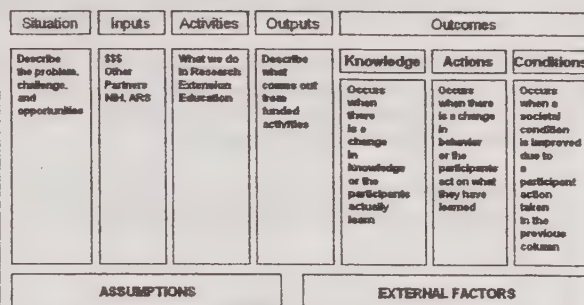 Situation
Inputs
Activities
Outputs
Outcomes
Describe
the problem,
challenge,
and
opportunities
$$$
Other
Partners
NIH, ARS
What we do
in Research
Extension
Education
Describe
what
comes out
from
funded
activities
Knowledge
Actions
Conditions
Occurs
when
there
is a
change
in
knowledge
or the
participants
actually
learn
Occurs
when there
is a change
in
behavior
or the
participants
act on what
they have
learned
Occurs
when a
societal
condition
is improved
due to
a
participant
action
taken
in the
previous
column
ASSUMPTIONS
EXTERNAL FACTORS